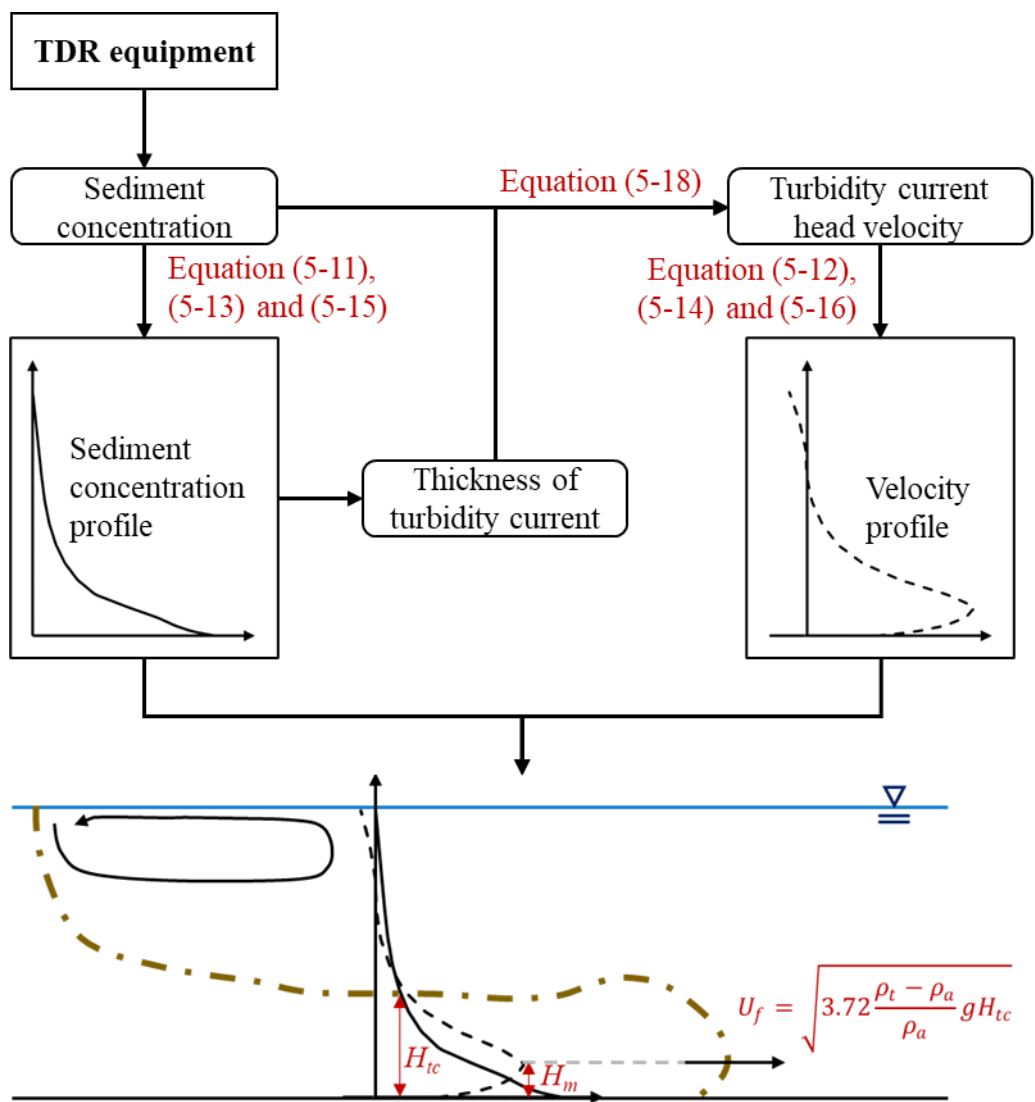 TDR equipment
Sediment
concentration
Equation (5-18)
Turbidity current
head velocity
Equation (5-11),
(5-13) and (5-15)
Equation (5-12),
(5-14) and (5-16)
Sediment
concentration
profile
Thickness of
turbidity current
Velocity
profile
U_f = √(3.72 (ρ_t − ρ_a)/ρ_a gH_tc)
H_tc
H_m